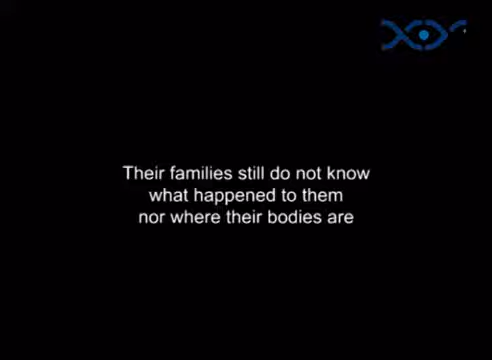 Their families still do not know
what happened to them
nor where their bodies are